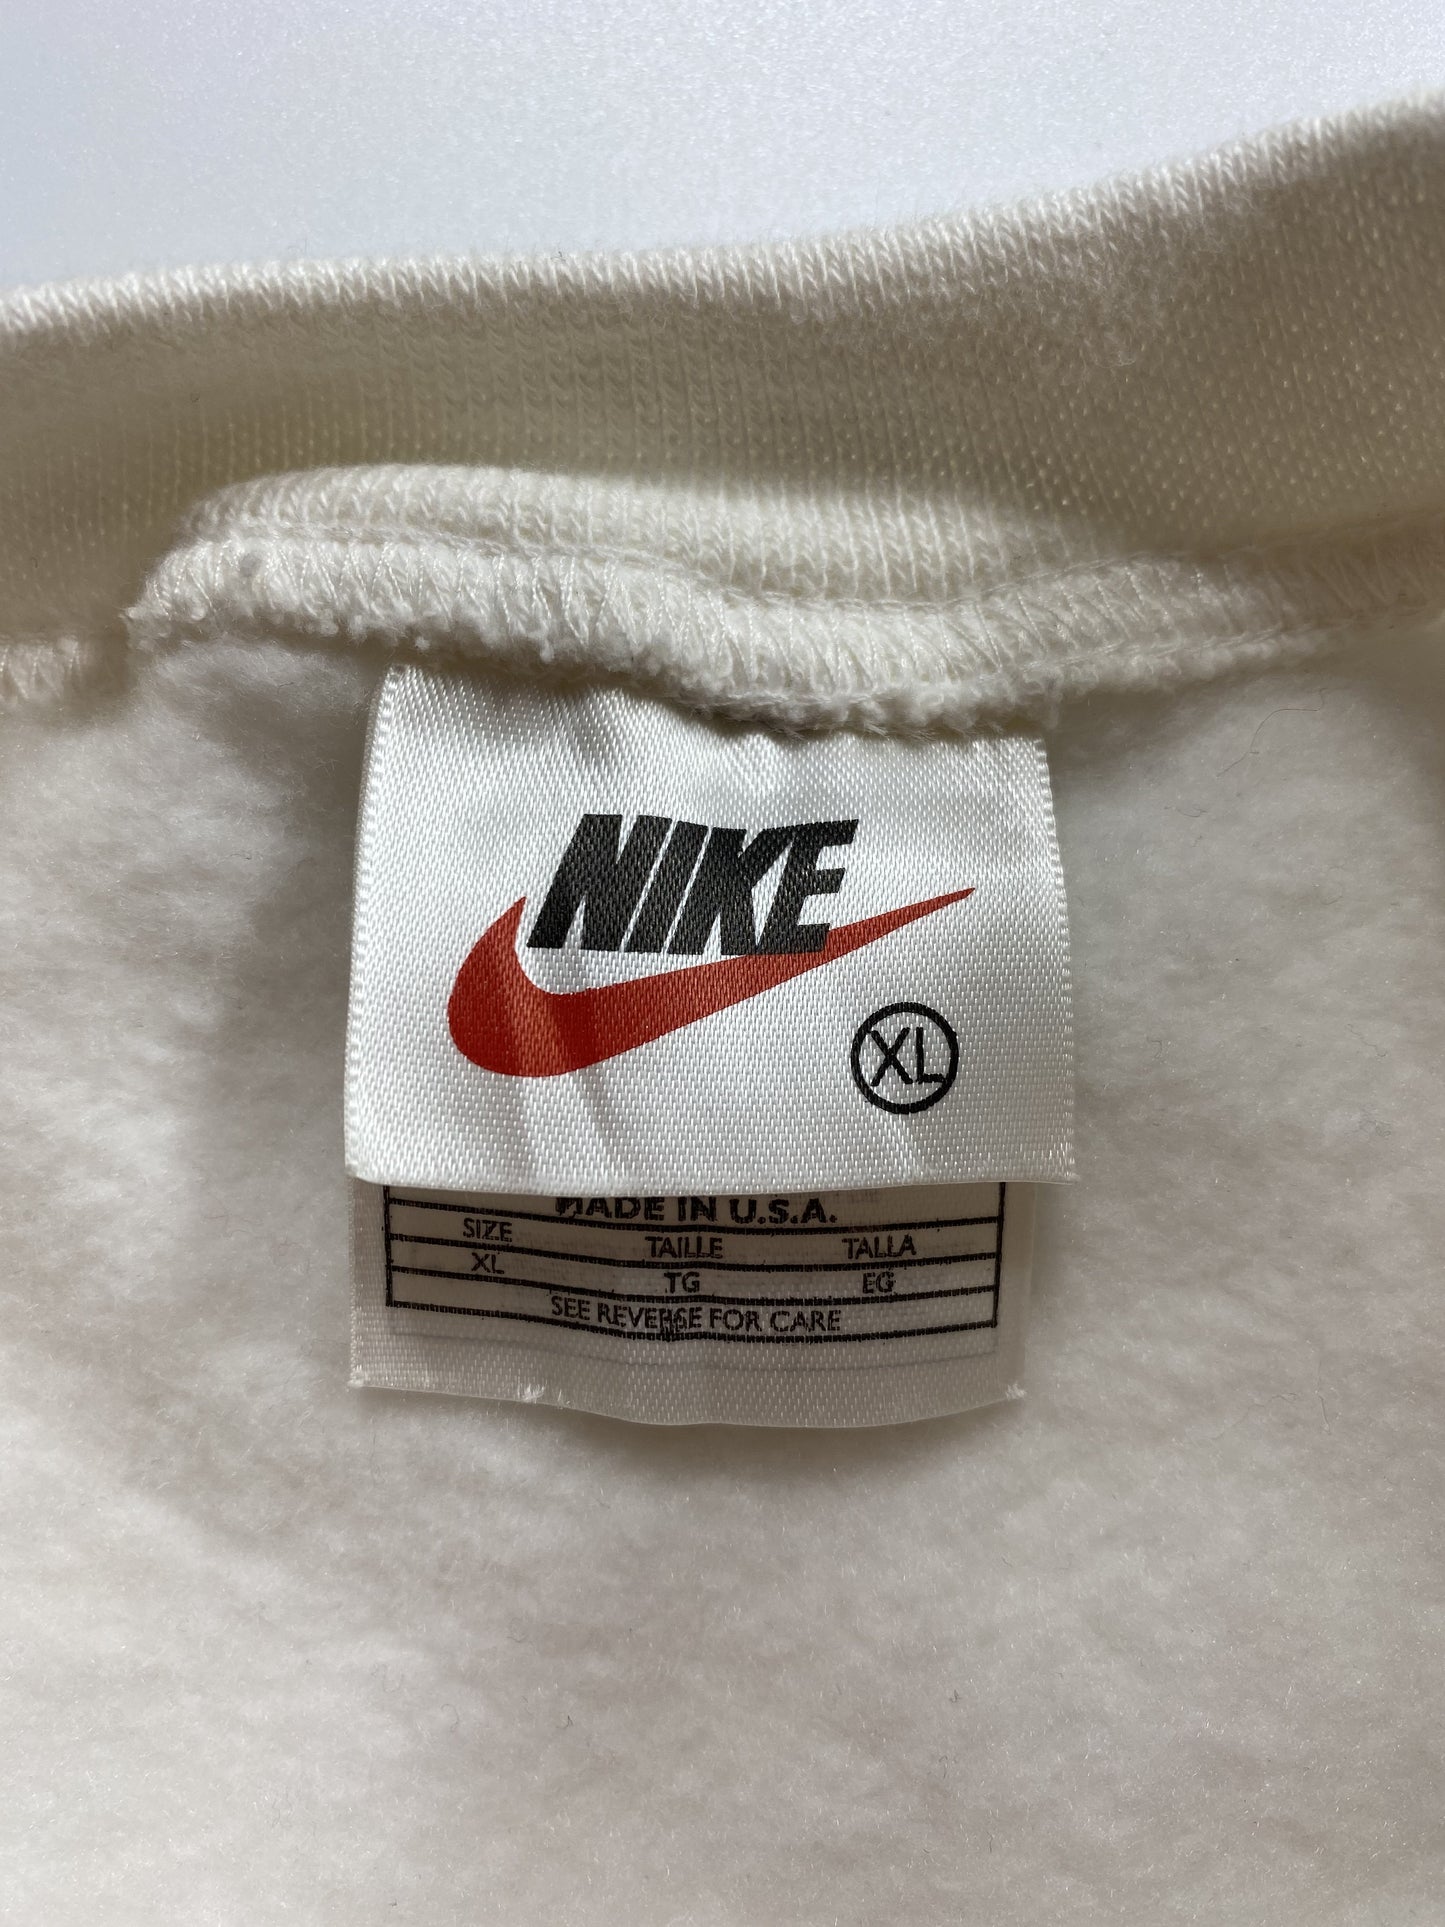 NIKE
XL
MADE IN U.S.A.
SIZE TAILLE TALLA
XL TG EG
SEE REVERSE FOR CARE